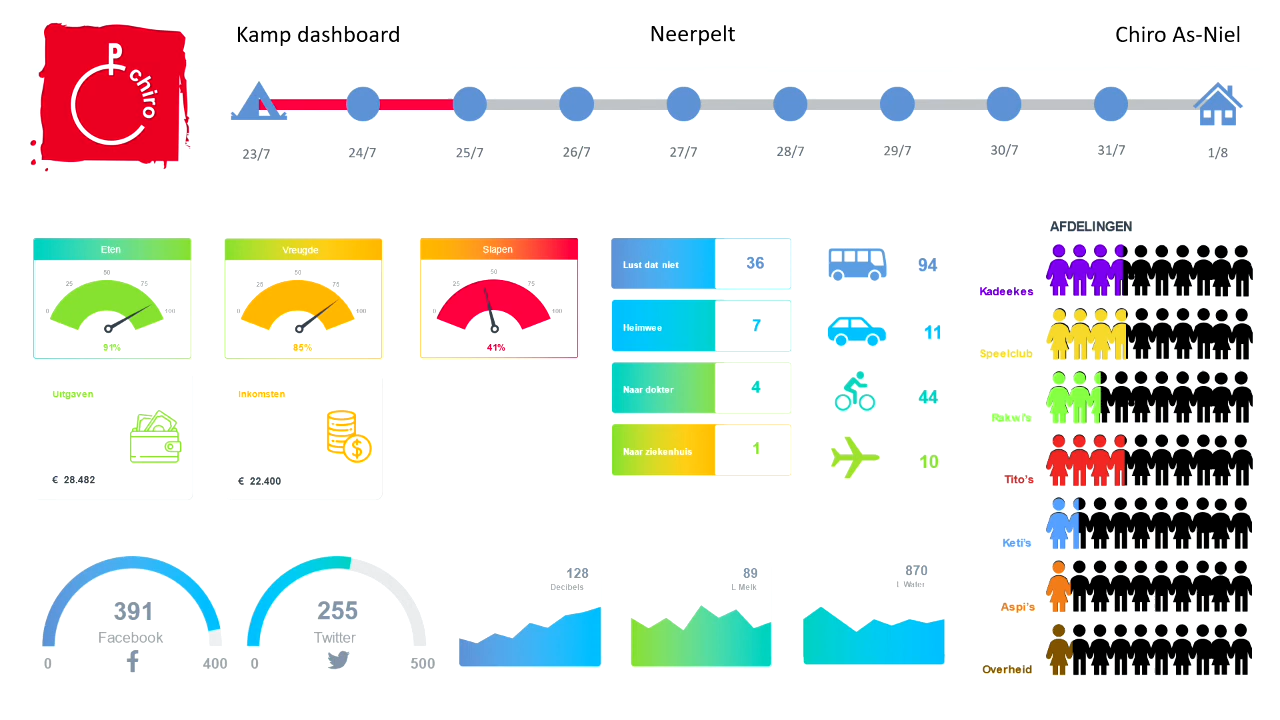 Kamp dashboard
Neerpelt
Chiro As-Niel
chiro
23/7
24/7
25/7
26/7
27/7
28/7
29/7
30/7
31/7
1/8
Eten
0
25
50
75
100
91%
Vreugde
0
25
50
75
100
85%
Slapen
0
25
50
75
100
41%
Lust dat niet
36
Heimwee
7
Naar dokter
4
Naar ziekenhuis
1
94
11
44
10
Uitgaven
€ 28.482
Inkomsten
€ 22.400
391
Facebook
0
400
255
Twitter
0
500
128
Decibels
89
L Melk
870
l Water
AFDELINGEN
Kadeekes
Speelclub
Rakwi's
Tito's
Keti's
Aspi's
Overheid